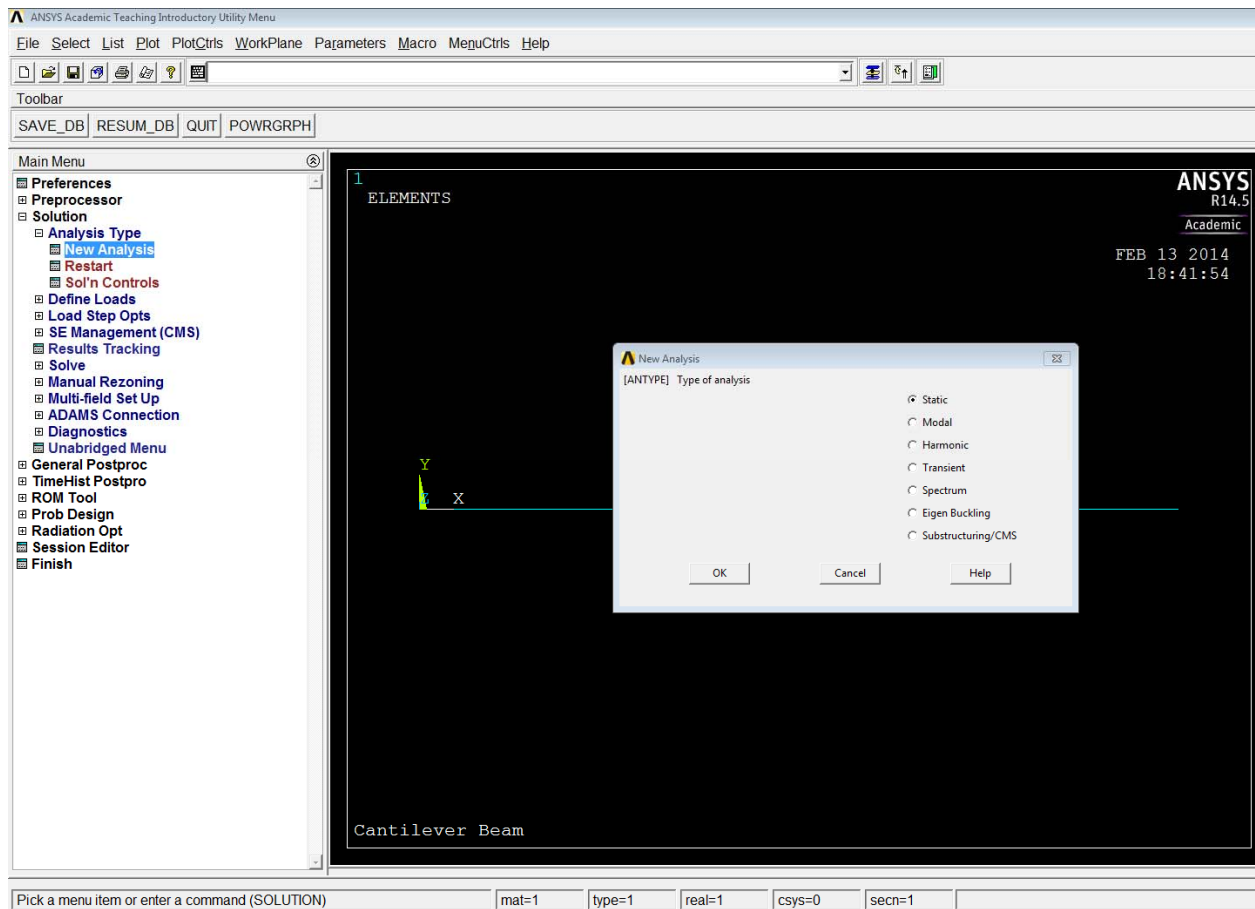 ANSYS Academic Teaching Introductory Utility Menu
File Select List Plot PlotCtrls WorkPlane Parameters Macro MenuCtrls Help
Toolbar
SAVE_DB RESUM_DB QUIT POWRGRPH
Main Menu
Preferences
Preprocessor
Solution
Analysis Type
New Analysis
Restart
Sol'n Controls
Define Loads
Load Step Opts
SE Management (CMS)
Results Tracking
Solve
Manual Rezoning
Multi-field Set Up
ADAMS Connection
Diagnostics
Unabridged Menu
General Postproc
TimeHist Postpro
ROM Tool
Prob Design
Radiation Opt
Session Editor
Finish
1
ELEMENTS
ANSYS
R14.5
Academic
FEB 13 2014
18:41:54
New Analysis
[ANTYPE] Type of analysis
Static
Modal
Harmonic
Transient
Spectrum
Eigen Buckling
Substructuring/CMS
OK Cancel Help
Y
Z X
Cantilever Beam
Pick a menu item or enter a command (SOLUTION) mat=1 type=1 real=1 csys=0 secn=1